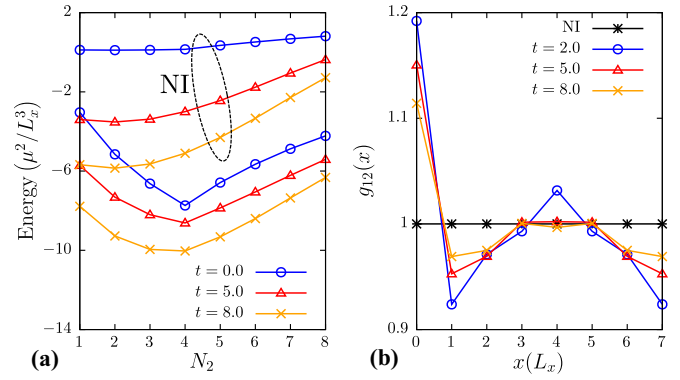 2
−2
−6
−10
−14
Energy (μ²/L³ₓ)
1 2 3 4 5 6 7 8
N₂
NI
t = 0.0
t = 5.0
t = 8.0
(a)
1.2
1.1
1
0.9
g₁₂(x)
0 1 2 3 4 5 6 7
x(Lₓ)
NI
t = 2.0
t = 5.0
t = 8.0
(b)